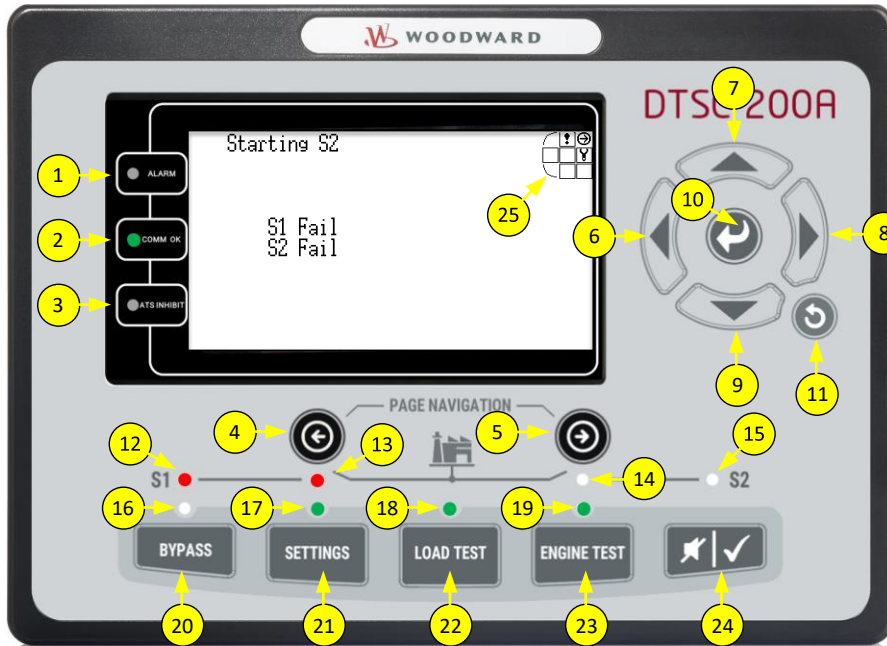 WOODWARD
DTSC-200A
7
Starting S2
1
ALARM
25
10
2
COMM OK
S1 Fail
S2 Fail
6
8
3
ATS INHIBIT
11
9
4
PAGE NAVIGATION
5
12
13
15
S1
14
S2
16
17
18
19
BYPASS
SETTINGS
LOAD TEST
ENGINE TEST
20
21
22
23
24